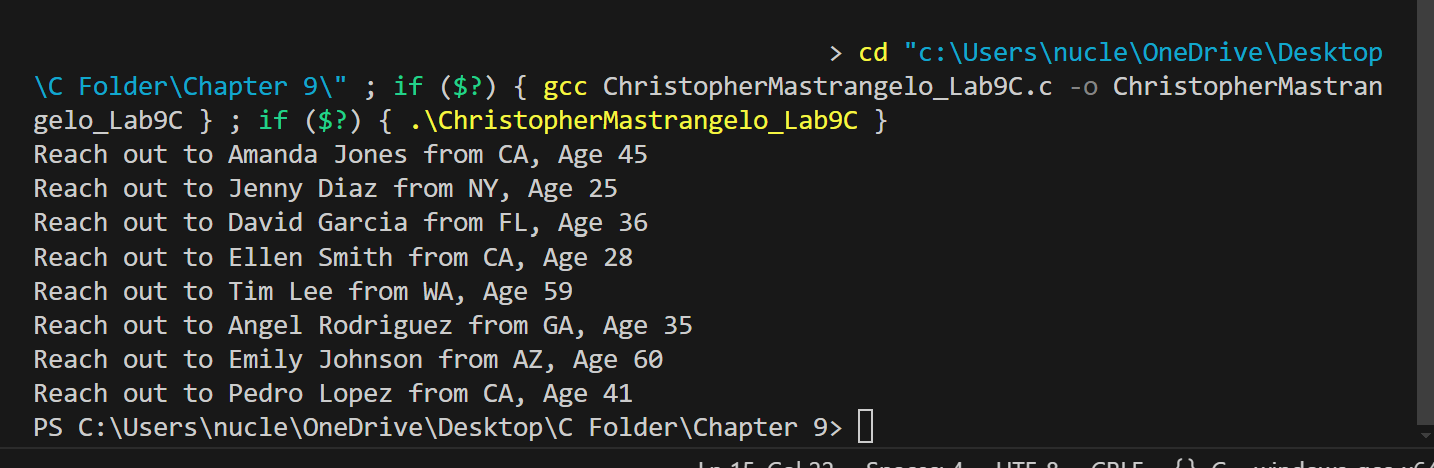 > cd "c:\Users\nucle\OneDrive\Desktop
\C Folder\Chapter 9\" ; if ($?) { gcc ChristopherMastrangelo_Lab9C.c -o ChristopherMastran
gelo_Lab9C } ; if ($?) { .\ChristopherMastrangelo_Lab9C }
Reach out to Amanda Jones from CA, Age 45
Reach out to Jenny Diaz from NY, Age 25
Reach out to David Garcia from FL, Age 36
Reach out to Ellen Smith from CA, Age 28
Reach out to Tim Lee from WA, Age 59
Reach out to Angel Rodriguez from GA, Age 35
Reach out to Emily Johnson from AZ, Age 60
Reach out to Pedro Lopez from CA, Age 41
PS C:\Users\nucle\OneDrive\Desktop\C Folder\Chapter 9>
Spaces: 4 UTF-8 CRLF {} C